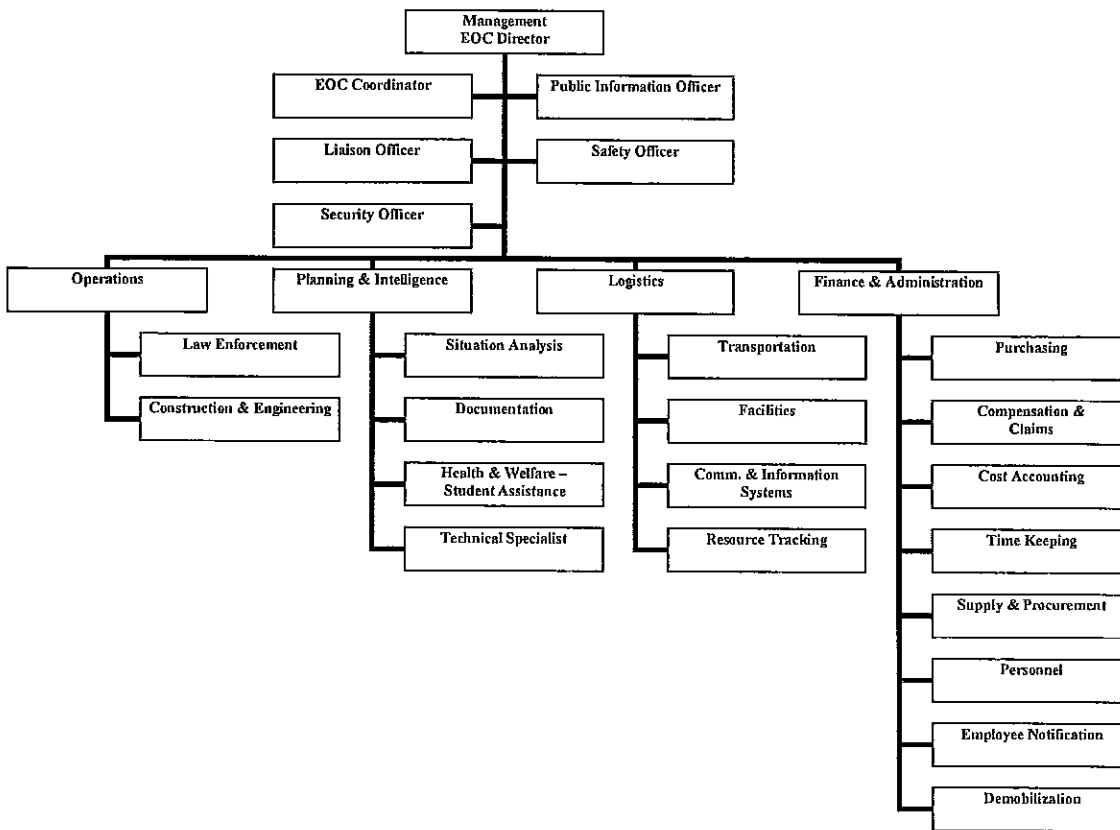 Management
EOC Director
EOC Coordinator
Public Information Officer
Liaison Officer
Safety Officer
Security Officer
Operations
Planning & Intelligence
Logistics
Finance & Administration
Law Enforcement
Situation Analysis
Transportation
Purchasing
Construction & Engineering
Documentation
Facilities
Compensation &
Claims
Health & Welfare –
Student Assistance
Comm. & Information
Systems
Cost Accounting
Technical Specialist
Resource Tracking
Time Keeping
Supply & Procurement
Personnel
Employee Notification
Demobilization